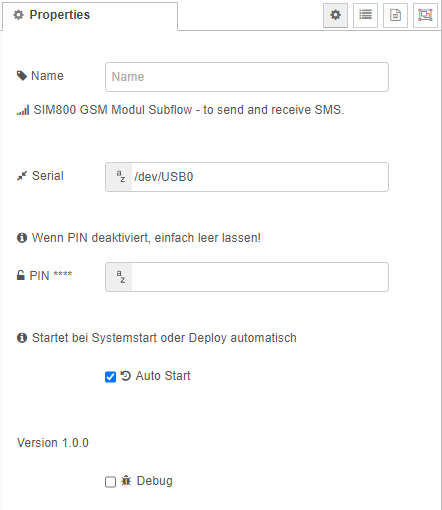 Properties
Name
Name
SIM800 GSM Modul Subflow - to send and receive SMS.
Serial
az
/dev/USB0
Wenn PIN deaktiviert, einfach leer lassen!
PIN ****
az
Startet bei Systemstart oder Deploy automatisch
Auto Start
Version 1.0.0
Debug